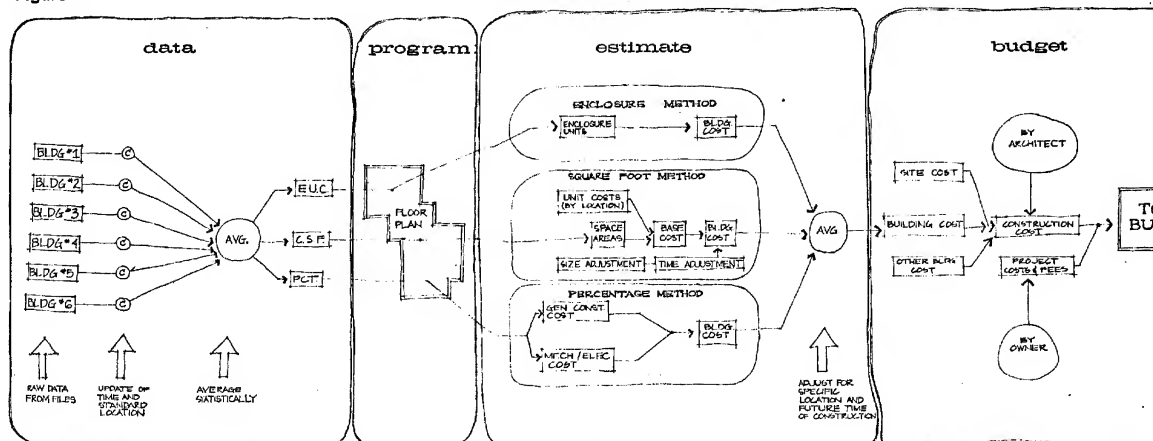 data
program
estimate
budget
BLDG #1
BLDG #2
BLDG #3
BLDG #4
BLDG #5
BLDG #6
C
C
C
C
C
C
AVG.
E.U.C.
C.S.F.
PCT.
RAW DATA
FROM FILES
UPDATE OF
TIME AND
STANDARD
LOCATION
AVERAGE
STATISTICALLY
FLOOR
PLAN
ENCLOSURE METHOD
ENCLOSURE
UNITS
BLDG
COST
SQUARE FOOT METHOD
UNIT COSTS
(BY LOCATION)
SPACE
AREAS
BASE
COST
BLDG
COST
SIZE ADJUSTMENT
TIME ADJUSTMENT
PERCENTAGE METHOD
GEN CONST
COST
MECH / ELEC
COST
BLDG
COST
AVG
ADJUST FOR
SPECIFIC
LOCATION AND
FUTURE TIME
OF CONSTRUCTION
BY
ARCHITECT
SITE COST
BUILDING COST
OTHER BLDG
COST
CONSTRUCTION
COST
PROJECT
COSTS & FEES
BY
OWNER